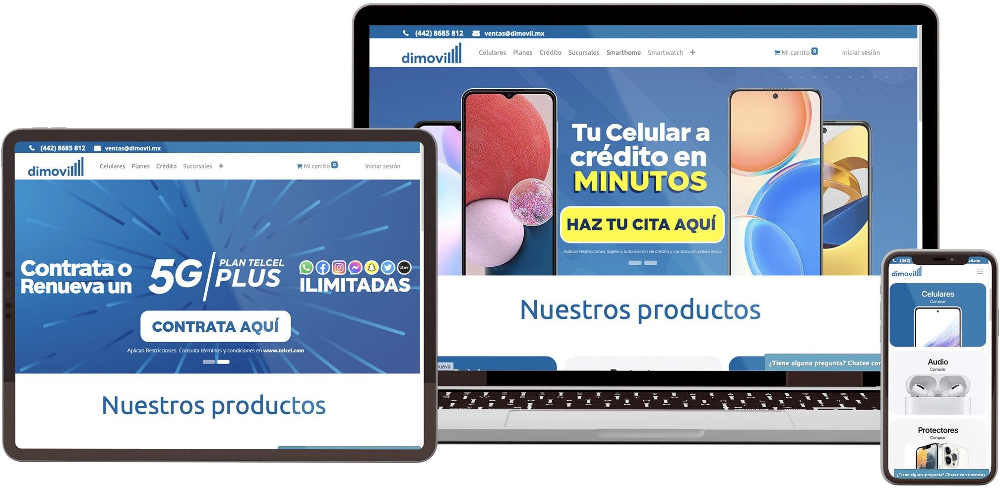 (442) 8685 812 ventas@dimovil.mx
dimovil
Celulares Planes Crédito Sucursales Smarthome Smartwatch + Mi carrito 0 Iniciar sesión
Tu Celular a
crédito en
MINUTOS
HAZ TU CITA AQUÍ
Aplican Restricciones. Sujeto a autorización de crédito y cambios sin previo aviso.
Nuestros productos
nueva
¿Tiene alguna pregunta? Chatee con
(442) 8685 812 ventas@dimovil.mx
dimovil
Celulares Planes Crédito Sucursales + Mi carrito 0 Iniciar sesión
Contrata o
Renueva un
5G PLAN TELCEL
PLUS
Uber
ILIMITADAS
CONTRATA AQUÍ
Aplican Restricciones. Consulta términos y condiciones en www.telcel.com
Nuestros productos
(442) vil.mx
dimovil
Celulares
Comprar
Audio
Comprar
Protectores
Comprar
¿Tiene alguna pregunta? Chatee con nosotros.